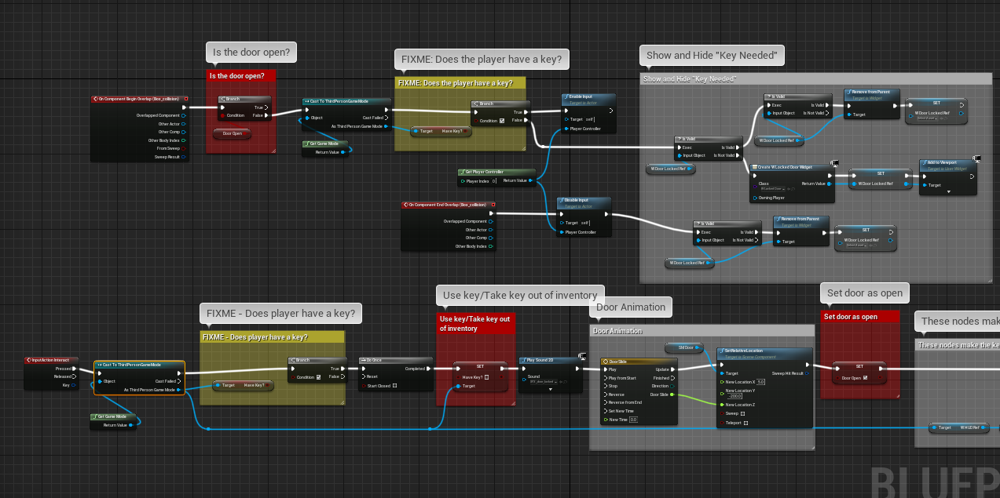 Is the door open?
FIXME: Does the player have a key?
Show and Hide "Key Needed"
Is the door open?
FIXME: Does the player have a key?
Show and Hide "Key Needed"
On Component Begin Overlap (Box_collision)
Overlapped Component
Other Actor
Other Comp
Other Body Index
From Sweep
Sweep Result
Branch
True
Condition
False
Door Open
Cast To ThirdPersonGameMode
Object
Cast Failed
As Third Person Game Mode
Get Game Mode
Return Value
Branch
True
Condition
False
Target
Have Key?
Enable Input
Target is Actor
Target
self
Player Controller
Get Player Controller
Player Index
0
Return Value
On Component End Overlap (Box_collision)
Overlapped Component
Other Actor
Other Comp
Other Body Index
Disable Input
Target is Actor
Target
self
Player Controller
? Is Valid
Exec
Is Valid
Input Object
Is Not Valid
W Door Locked Ref
? Is Valid
Exec
Is Valid
Input Object
Is Not Valid
W Door Locked Ref
Remove from Parent
Target is Widget
Target
SET
W Door Locked Ref
Create W Locked Door Widget
Class
Return Value
Owning Player
SET
W Door Locked Ref
Add to Viewport
Target is User Widget
Target
? Is Valid
Exec
Is Valid
Input Object
Is Not Valid
W Door Locked Ref
Remove from Parent
Target is Widget
Target
SET
W Door Locked Ref
FIXME - Does player have a key?
Use key/Take key out of inventory
Door Animation
Set door as open
These nodes mak
FIXME - Does player have a key?
Use key/Take key out
of inventory
Door Animation
Set door as open
These nodes make the ke
InputAction Interact
Pressed
Released
Key
Cast To ThirdPersonGameMode
Object
Cast Failed
As Third Person Game Mode
Get Game Mode
Return Value
Branch
True
Condition
False
Target
Have Key?
Do Once
Completed
Reset
Start Closed
SET
Have Key?
Target
Play Sound 2D
Sound
SM Door
Door Slide
Play
Update
Play from Start
Finished
Stop
Direction
Reverse
Door Slide
Reverse from End
Set New Time
New Time
0.0
SetRelativeLocation
Target is Scene Component
Target
Sweep Hit Result
New Location X
5.0
New Location Y
-200.0
New Location Z
Sweep
Teleport
SET
Door Open
Target
W HUD Ref
BLUEP